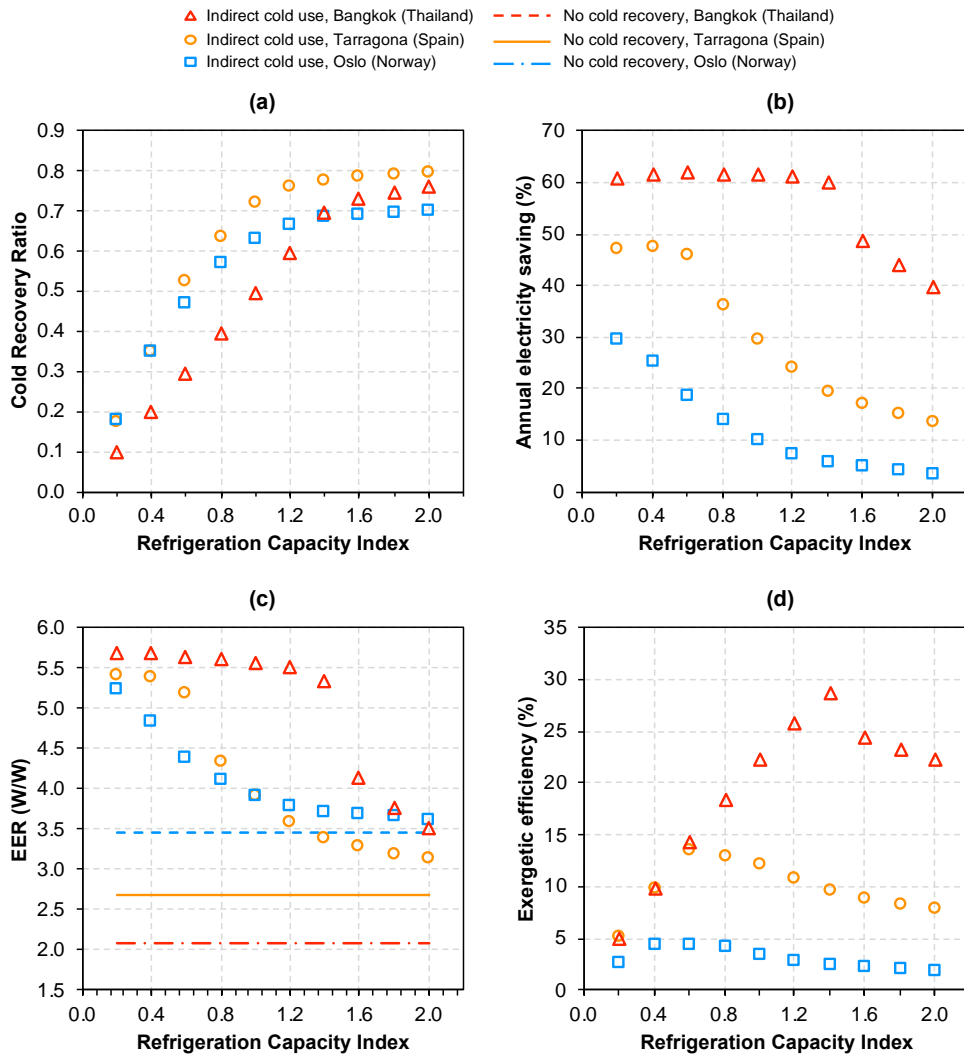 Indirect cold use, Bangkok (Thailand)
No cold recovery, Bangkok (Thailand)
Indirect cold use, Tarragona (Spain)
No cold recovery, Tarragona (Spain)
Indirect cold use, Oslo (Norway)
No cold recovery, Oslo (Norway)
(a)
Cold Recovery Ratio
0.9
0.8
0.7
0.6
0.5
0.4
0.3
0.2
0.1
0.0
0.0 0.4 0.8 1.2 1.6 2.0
Refrigeration Capacity Index
(b)
Annual electricity saving (%)
70
60
50
40
30
20
10
0
0.0 0.4 0.8 1.2 1.6 2.0
Refrigeration Capacity Index
(c)
EER (W/W)
6.0
5.5
5.0
4.5
4.0
3.5
3.0
2.5
2.0
1.5
0.0 0.4 0.8 1.2 1.6 2.0
Refrigeration Capacity Index
(d)
Exergetic efficiency (%)
35
30
25
20
15
10
5
0
0.0 0.4 0.8 1.2 1.6 2.0
Refrigeration Capacity Index